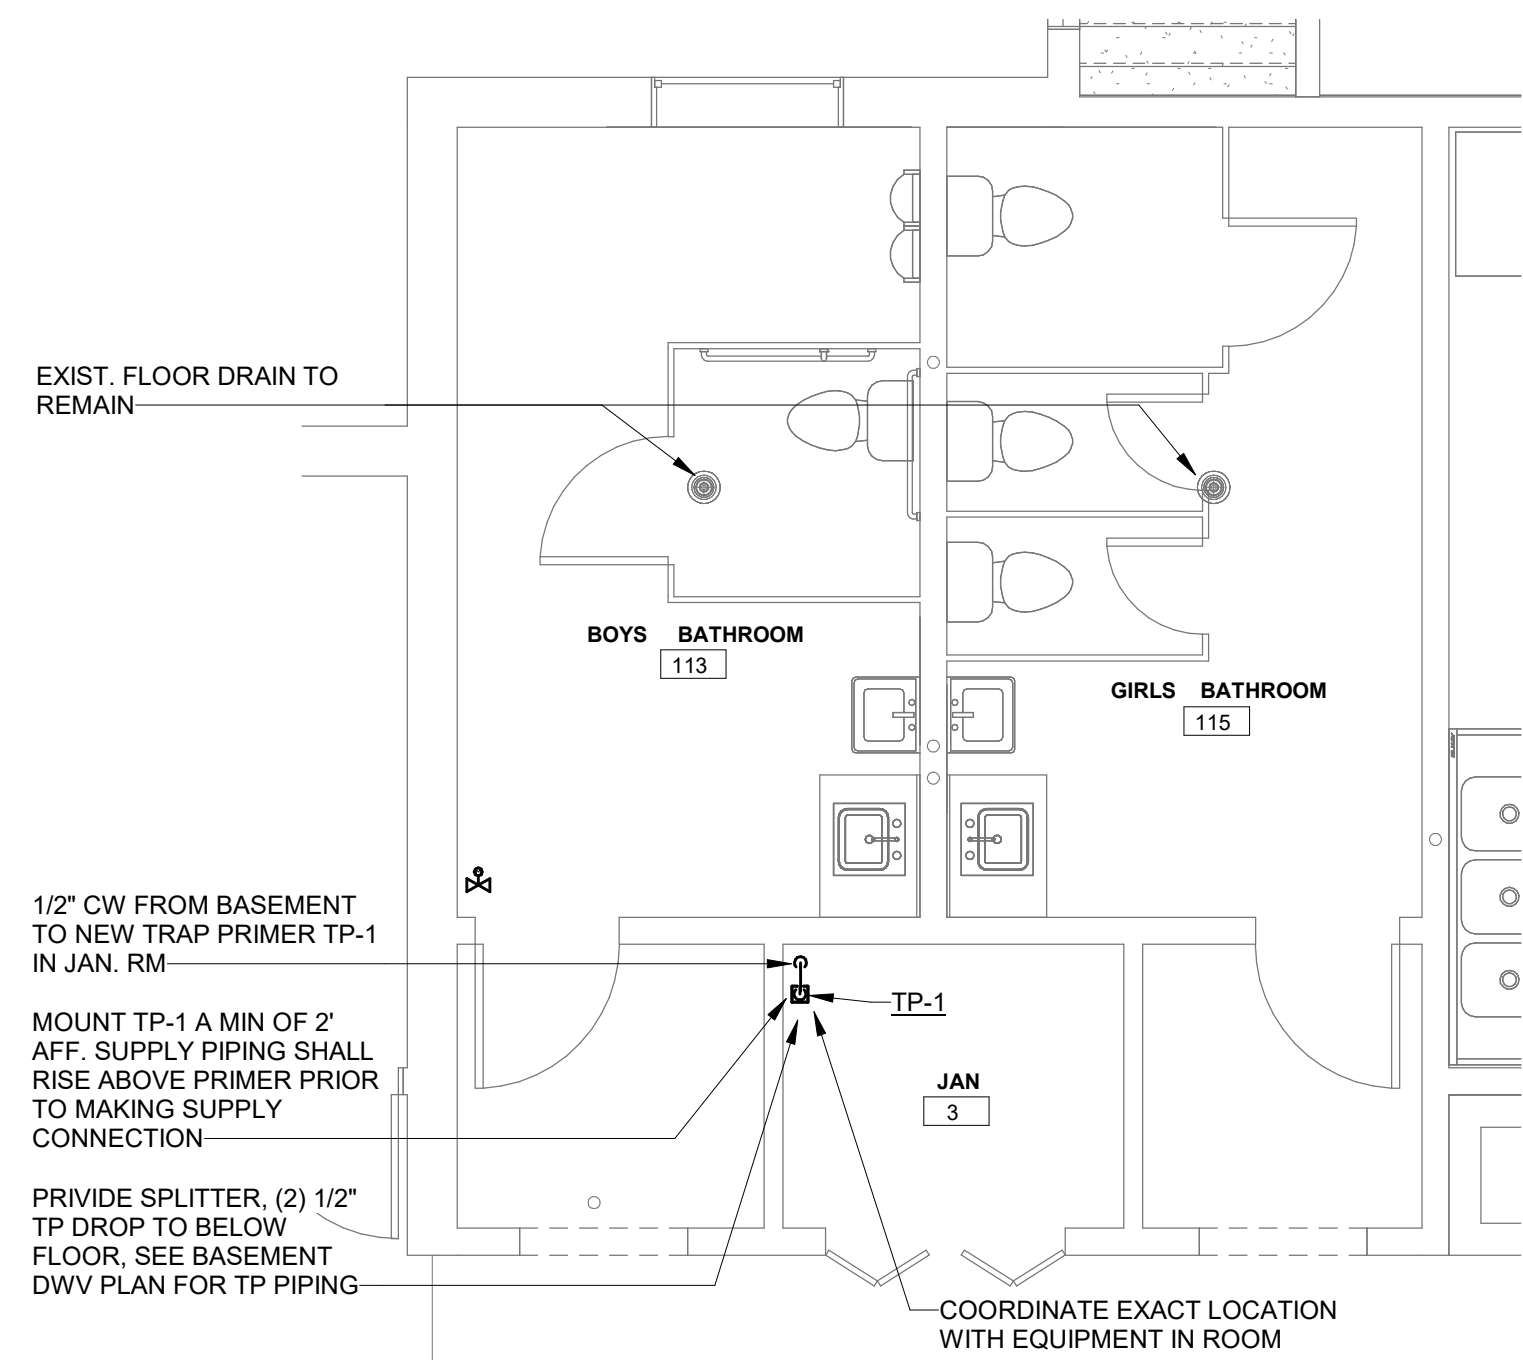 EXIST. FLOOR DRAIN TO
REMAIN
BOYS BATHROOM
113
GIRLS BATHROOM
115
1/2" CW FROM BASEMENT
TO NEW TRAP PRIMER TP-1
IN JAN. RM
TP-1
MOUNT TP-1 A MIN OF 2'
AFF. SUPPLY PIPING SHALL
RISE ABOVE PRIMER PRIOR
TO MAKING SUPPLY
CONNECTION
JAN
3
PRIVIDE SPLITTER, (2) 1/2"
TP DROP TO BELOW
FLOOR, SEE BASEMENT
DWV PLAN FOR TP PIPING
COORDINATE EXACT LOCATION
WITH EQUIPMENT IN ROOM